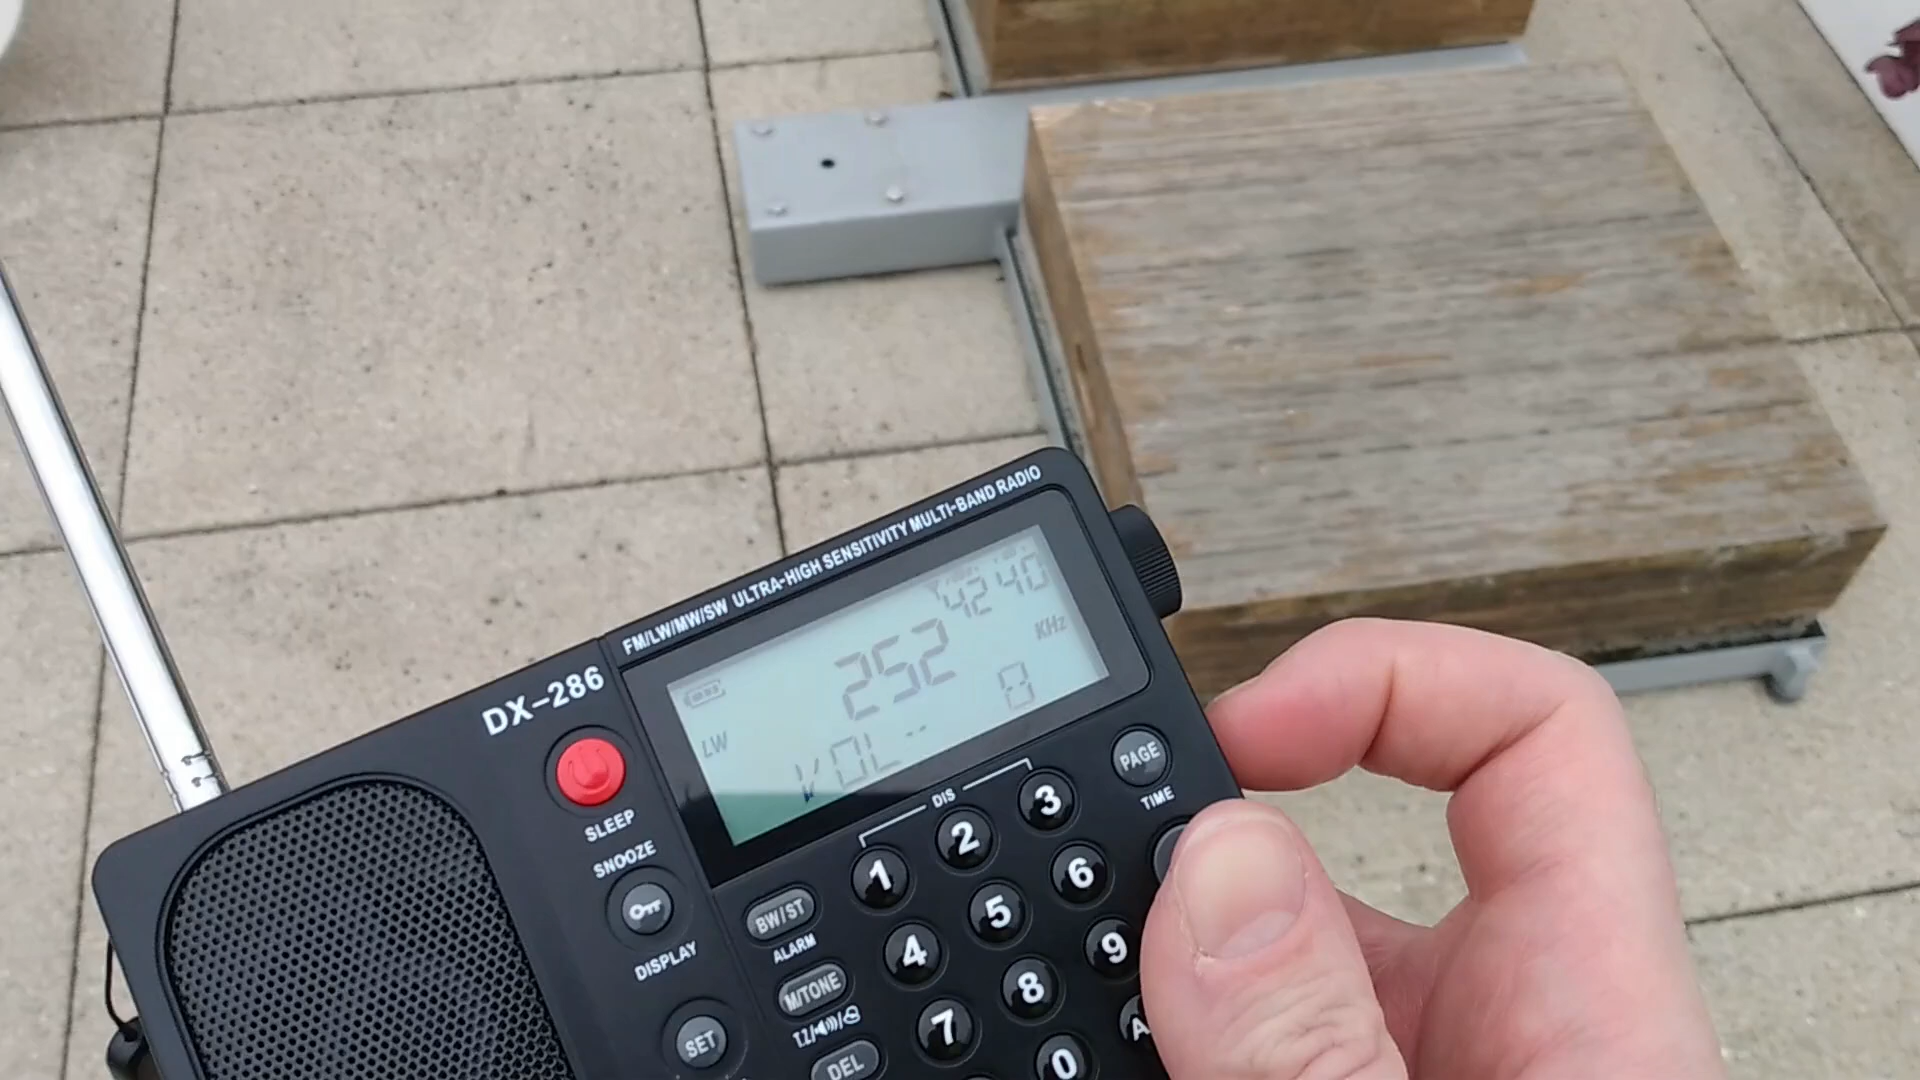 FM/LW/MW/SW ULTRA-HIGH SENSITIVITY MULTI-BAND RADIO
DX-286
4240
252
KHz
LW
VOL-- 8
SLEEP
SNOOZE
DISPLAY
SET
DIS
PAGE
TIME
BW/ST
ALARM
M/TONE
DEL
1 2 3
4 5 6
7 8 9
0
A